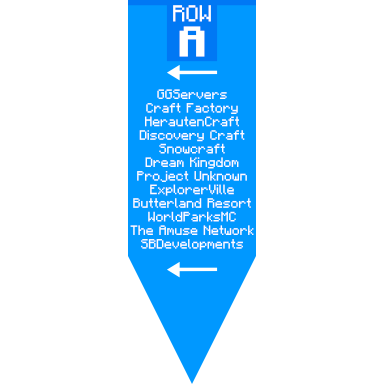 ROW
A
GGServers
Craft Factory
HerautenCraft
Discovery Craft
Snowcraft
Dream Kingdom
Project Unknown
ExplorerVille
Butterland Resort
WorldParksMC
The Amuse Network
SBDevelopments